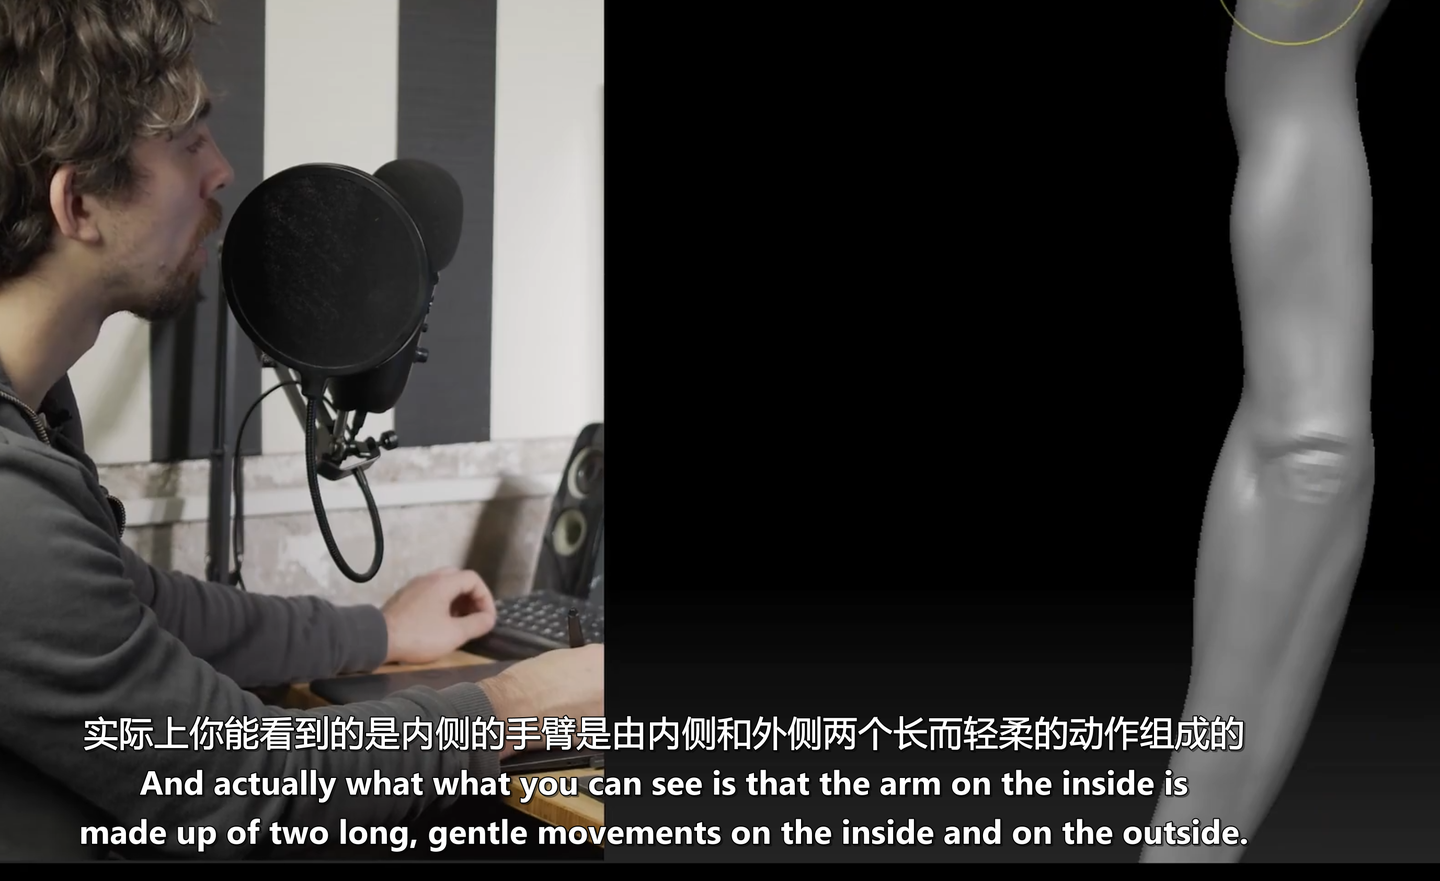 实际上你能看到的是内侧的手臂是由内侧和外侧两个长而轻柔的动作组成的
And actually what what you can see is that the arm on the inside is
made up of two long, gentle movements on the inside and on the outside.